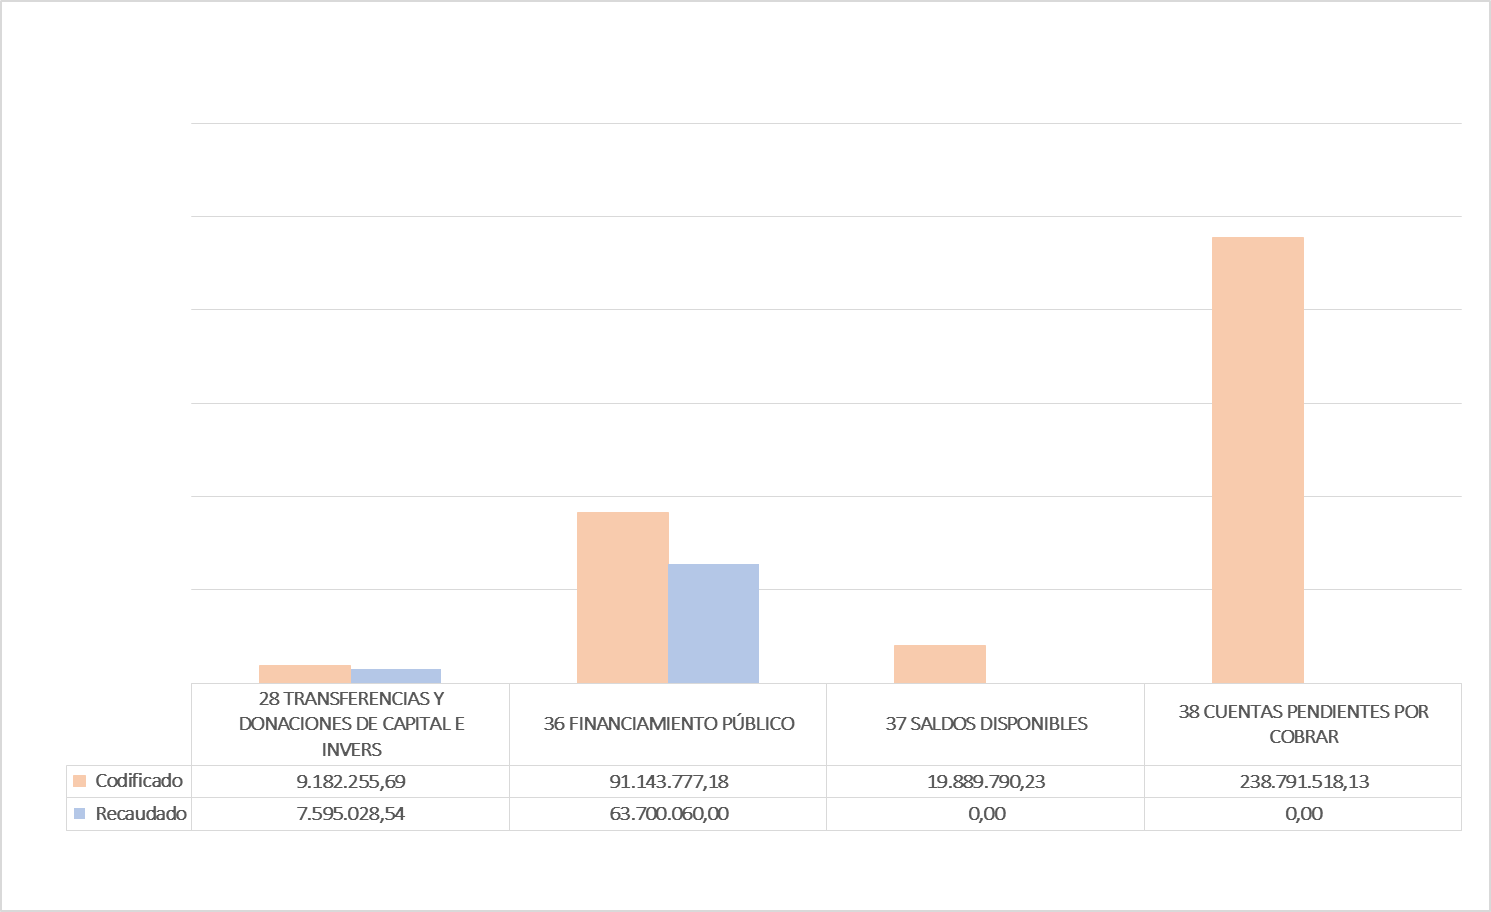 28 TRANSFERENCIAS Y
DONACIONES DE CAPITAL E
INVERS
36 FINANCIAMIENTO PÚBLICO
37 SALDOS DISPONIBLES
38 CUENTAS PENDIENTES POR
COBRAR
Codificado 9.182.255,69 91.143.777,18 19.889.790,23 238.791.518,13
Recaudado 7.595.028,54 63.700.060,00 0,00 0,00